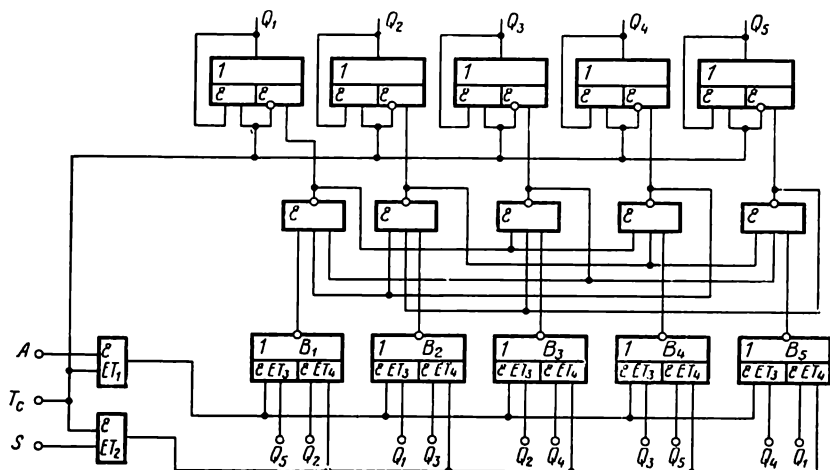 Q₁ Q₂ Q₃ Q₄ Q₅
1 1 1 1 1
& & & & & & & & & &
& & & & &
A & ET₁
1 B₁ 1 B₂ 1 B₃ 1 B₄ 1 B₅
& ET₃ & ET₄ & ET₃ & ET₄ & ET₃ & ET₄ & ET₃ & ET₄ & ET₃ & ET₄
T_C
S & ET₂
Q₅ Q₂ Q₁ Q₃ Q₂ Q₄ Q₃ Q₅ Q₄ Q₁